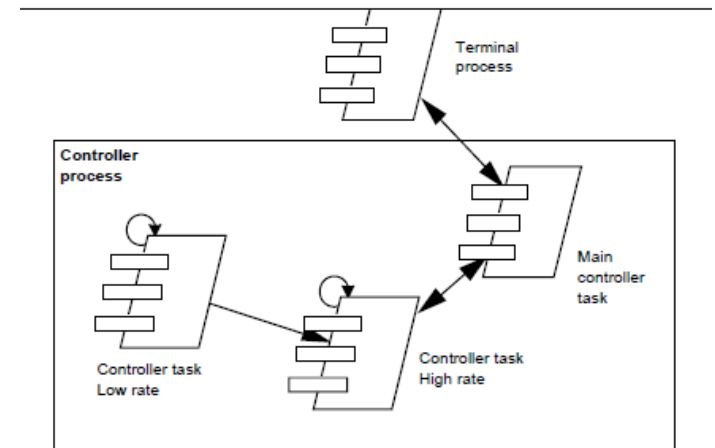 Terminal
process
Controller
process
Main
controller
task
Controller task
Low rate
Controller task
High rate